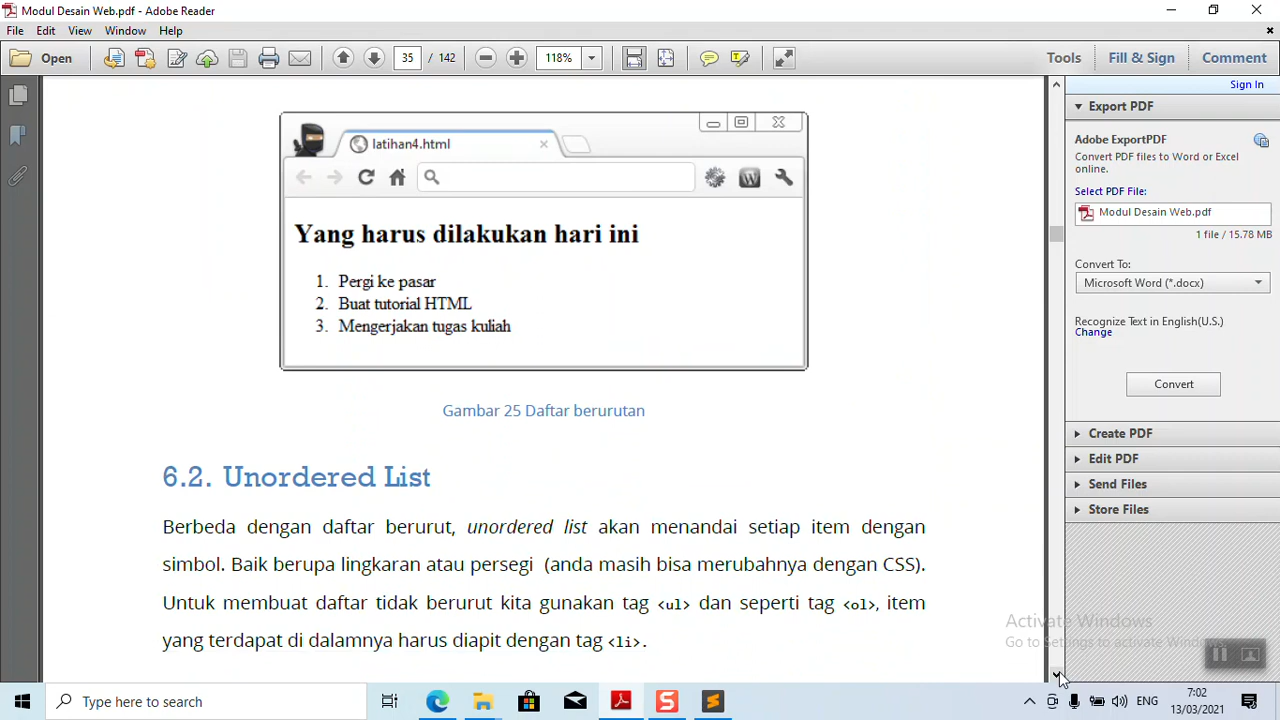 Modul Desain Web.pdf - Adobe Reader
File Edit View Window Help
Open 35 / 142 118% Tools Fill & Sign Comment
Sign In
Export PDF
Adobe ExportPDF
Convert PDF files to Word or Excel
online.
Select PDF File:
Modul Desain Web.pdf
1 file / 15.78 MB
Convert To:
Microsoft Word (*.docx)
Recognize Text in English(U.S.)
Change
Convert
Create PDF
Edit PDF
Send Files
Store Files
latihan4.html
Yang harus dilakukan hari ini
1. Pergi ke pasar
2. Buat tutorial HTML
3. Mengerjakan tugas kuliah
Gambar 25 Daftar berurutan
6.2. Unordered List
Berbeda dengan daftar berurut, unordered list akan menandai setiap item dengan
simbol. Baik berupa lingkaran atau persegi (anda masih bisa merubahnya dengan CSS).
Untuk membuat daftar tidak berurut kita gunakan tag <ul> dan seperti tag <ol>, item
yang terdapat di dalamnya harus diapit dengan tag <li>.
Activate Windows
Go to Settings to activate Windows.
Type here to search
ENG
7:02
13/03/2021